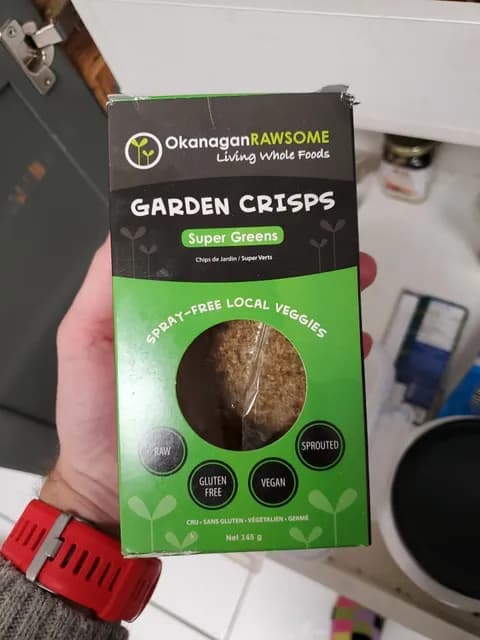 OkanaganRAWSOME
Living Whole Foods
GARDEN CRISPS
Super Greens
Chips de Jardin / Super Verts
SPRAY-FREE LOCAL VEGGIES
RAW
GLUTEN
FREE
VEGAN
SPROUTED
CRU • SANS GLUTEN • VÉGÉTALIEN • GERMÉ
Net 145 g